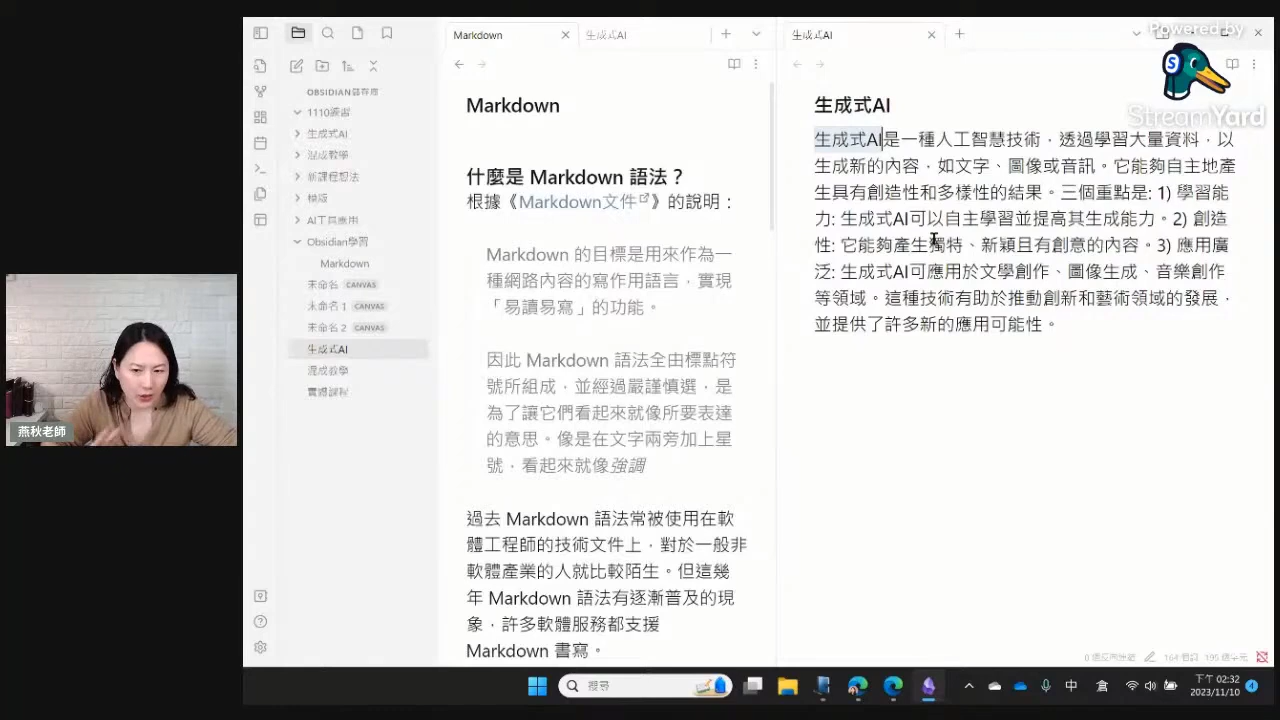 Markdown
生成式AI
生成式AI
Powered by
StreamYard
OBSIDIAN儲存庫
1110練習
生成式AI
混成教學
新課程想法
模版
AI工具應用
Obsidian學習
Markdown
未命名 CANVAS
未命名 1 CANVAS
未命名 2 CANVAS
生成式AI
混成教學
實體課程
Markdown
什麼是 Markdown 語法？
根據《Markdown文件》的說明：
Markdown 的目標是用來作為一
種網路內容的寫作用語言，實現
「易讀易寫」的功能。
因此 Markdown 語法全由標點符
號所組成，並經過嚴謹慎選，是
為了讓它們看起來就像所要表達
的意思。像是在文字兩旁加上星
號，看起來就像強調
過去 Markdown 語法常被使用在軟
體工程師的技術文件上，對於一般非
軟體產業的人就比較陌生。但這幾
年 Markdown 語法有逐漸普及的現
象，許多軟體服務都支援
Markdown 書寫。
生成式AI
生成式AI是一種人工智慧技術，透過學習大量資料，以
生成新的內容，如文字、圖像或音訊。它能夠自主地產
生具有創造性和多樣性的結果。三個重點是: 1) 學習能
力: 生成式AI可以自主學習並提高其生成能力。2) 創造
性: 它能夠產生獨特、新穎且有創意的內容。3) 應用廣
泛: 生成式AI可應用於文學創作、圖像生成、音樂創作
等領域。這種技術有助於推動創新和藝術領域的發展，
並提供了許多新的應用可能性。
燕秋老師
搜尋
中
下午 02:32
2023/11/10
4